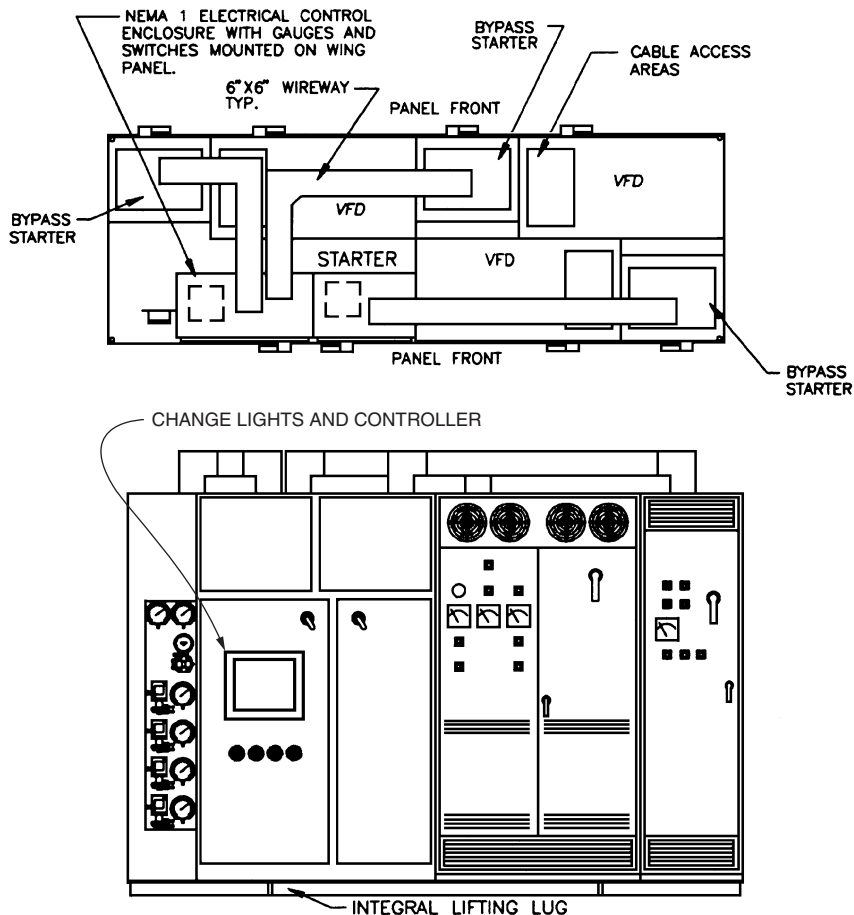 NEMA 1 ELECTRICAL CONTROL
ENCLOSURE WITH GAUGES AND
SWITCHES MOUNTED ON WING
PANEL.
6"X6" WIREWAY
TYP.
PANEL FRONT
BYPASS
STARTER
CABLE ACCESS
AREAS
VFD
VFD
BYPASS
STARTER
STARTER
VFD
PANEL FRONT
BYPASS
STARTER
CHANGE LIGHTS AND CONTROLLER
INTEGRAL LIFTING LUG